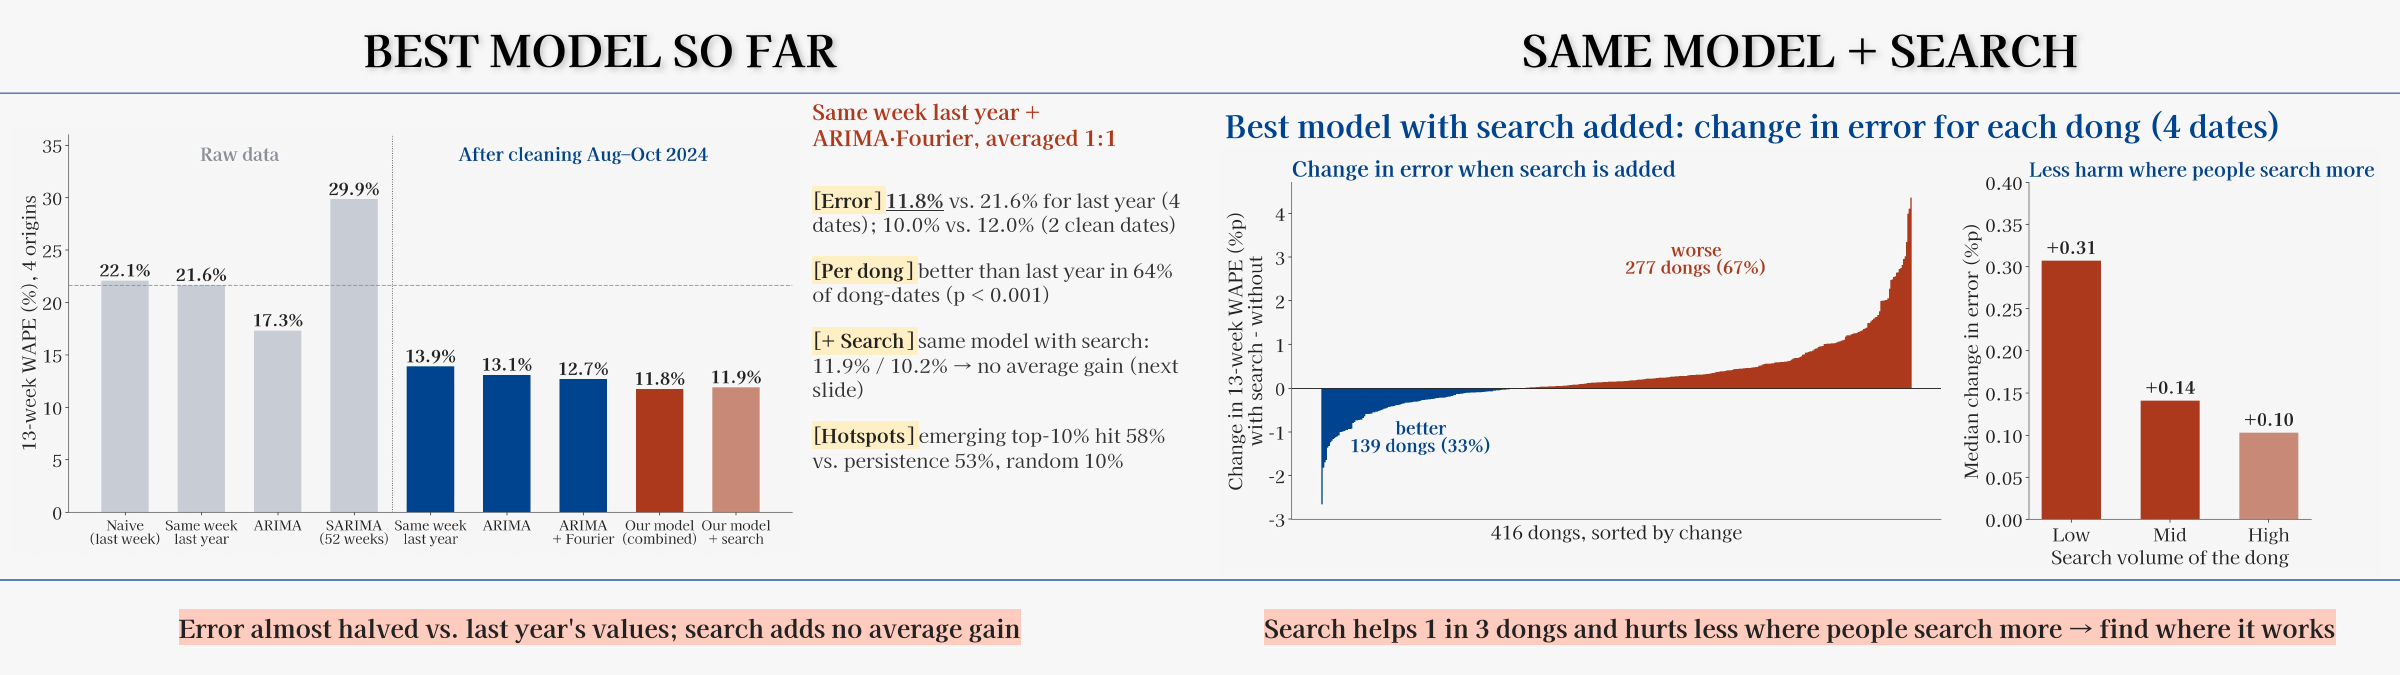 BEST MODEL SO FAR
35
30
25
20
15
10
5
0
13-week WAPE (%), 4 origins
Raw data
After cleaning Aug–Oct 2024
22.1%
21.6%
17.3%
29.9%
13.9%
13.1%
12.7%
11.8%
11.9%
Naive
(last week)
Same week
last year
ARIMA
SARIMA
(52 weeks)
Same week
last year
ARIMA
ARIMA
+ Fourier
Our model
(combined)
Our model
+ search
Same week last year +
ARIMA·Fourier, averaged 1:1
[Error] 11.8% vs. 21.6% for last year (4
dates); 10.0% vs. 12.0% (2 clean dates)
[Per dong] better than last year in 64%
of dong-dates (p < 0.001)
[+ Search] same model with search:
11.9% / 10.2% → no average gain (next
slide)
[Hotspots] emerging top-10% hit 58%
vs. persistence 53%, random 10%
Error almost halved vs. last year's values; search adds no average gain
SAME MODEL + SEARCH
Best model with search added: change in error for each dong (4 dates)
Change in error when search is added
Change in 13-week WAPE (%p)
with search - without
4
3
2
1
0
-1
-2
-3
worse
277 dongs (67%)
better
139 dongs (33%)
416 dongs, sorted by change
Less harm where people search more
Median change in error (%p)
0.40
0.35
0.30
0.25
0.20
0.15
0.10
0.05
0.00
+0.31
+0.14
+0.10
Low
Mid
High
Search volume of the dong
Search helps 1 in 3 dongs and hurts less where people search more → find where it works